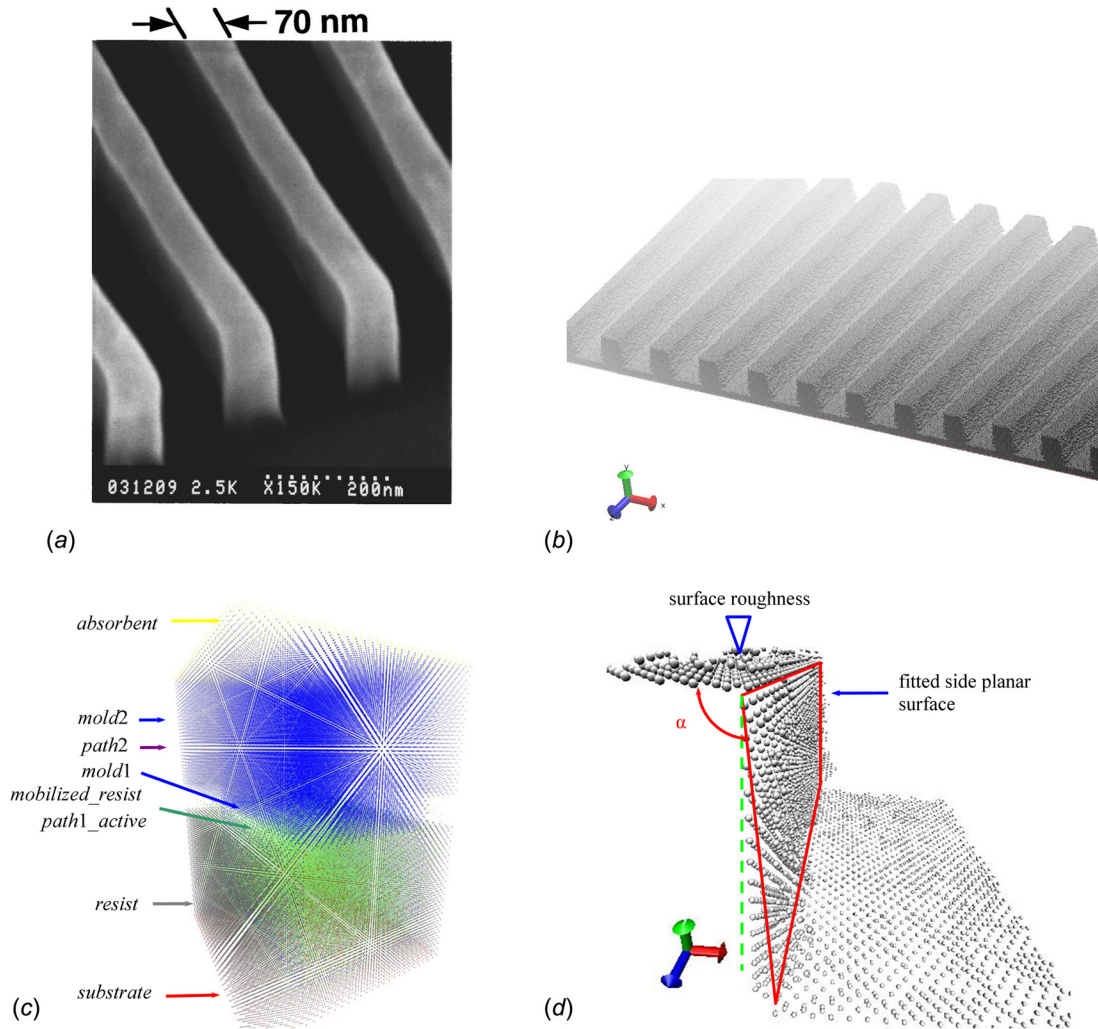 70 nm
031209 2.5K X150K 200nm
(a)
y
x
z
(b)
absorbent
mold2
path2
mold1
mobilized_resist
path1_active
resist
substrate
(c)
surface roughness
fitted side planar
surface
α
(d)